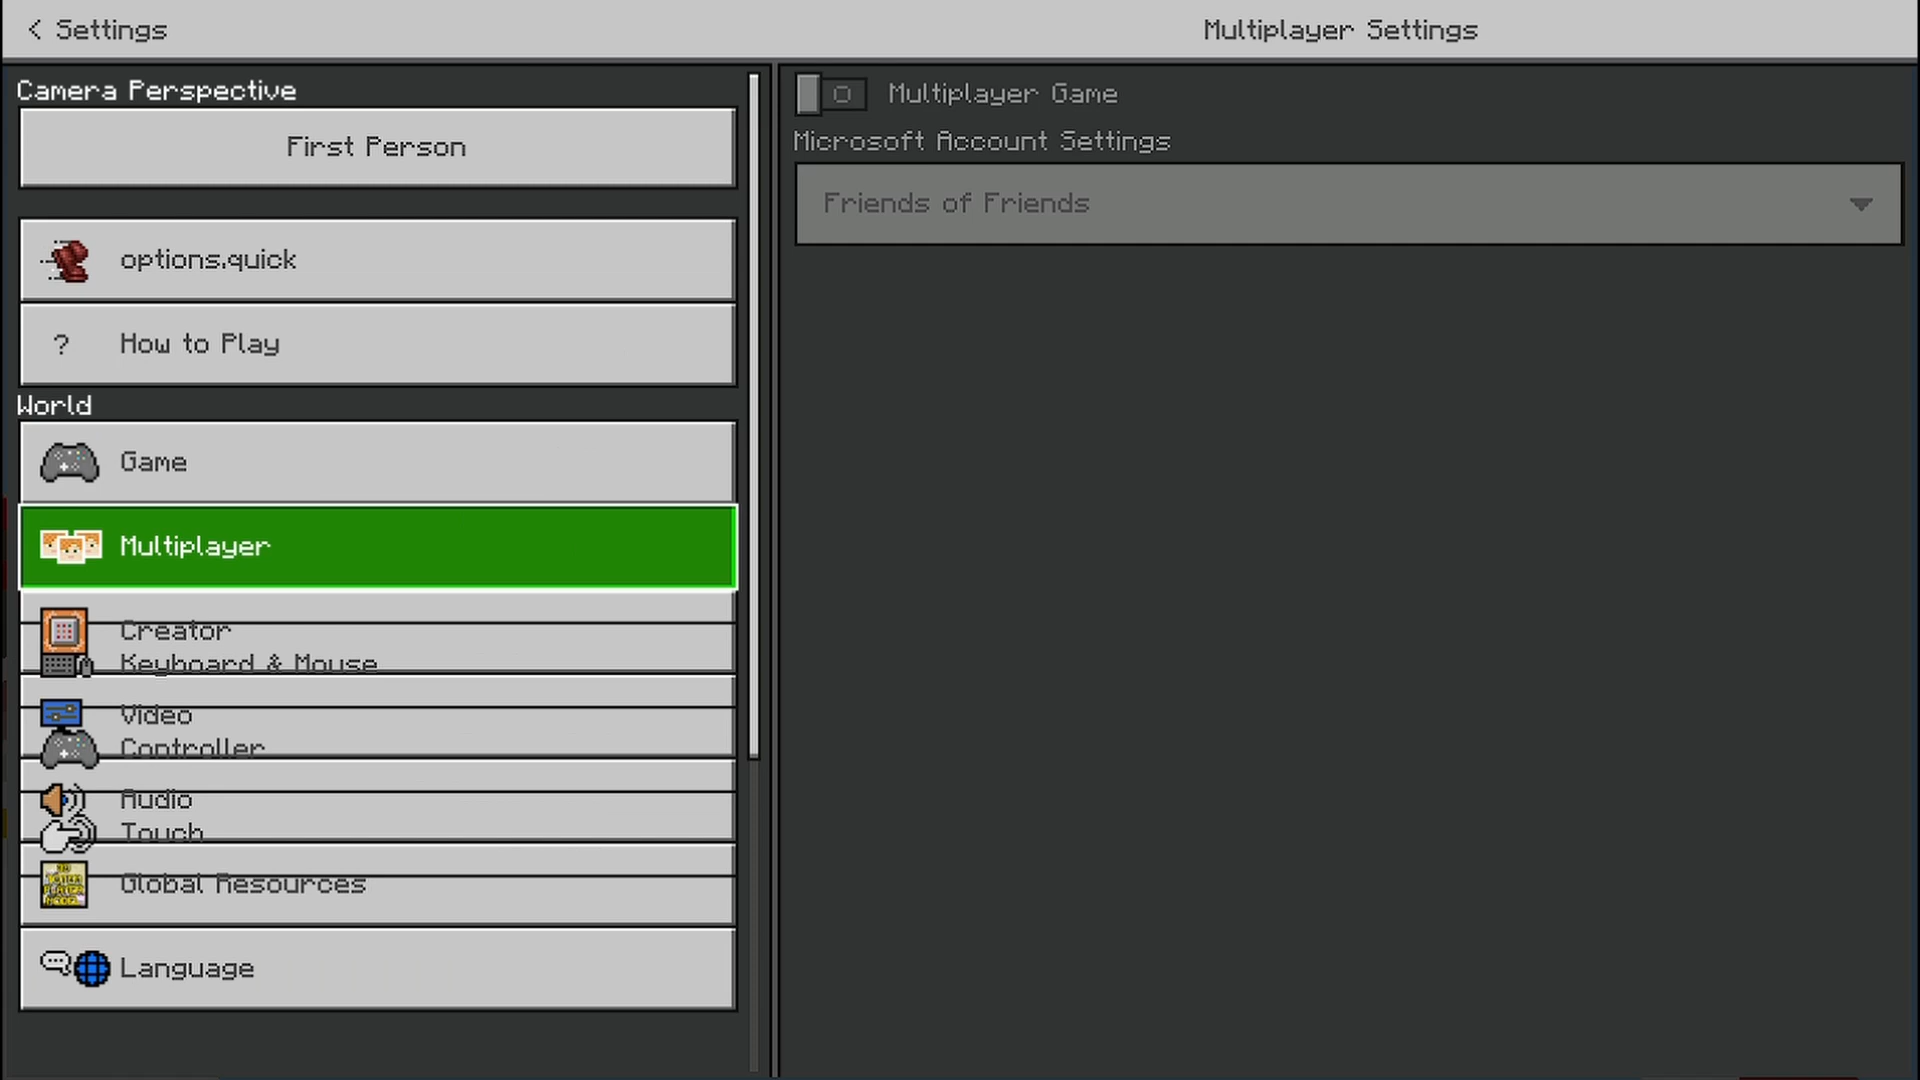 < Settings
Multiplayer Settings
Camera Perspective
First Person
options.quick
? How to Play
World
Game
Multiplayer
Creator
Keyboard & Mouse
Video
Controller
Audio
Touch
Global Resources
Language
Multiplayer Game
Microsoft Account Settings
Friends of Friends